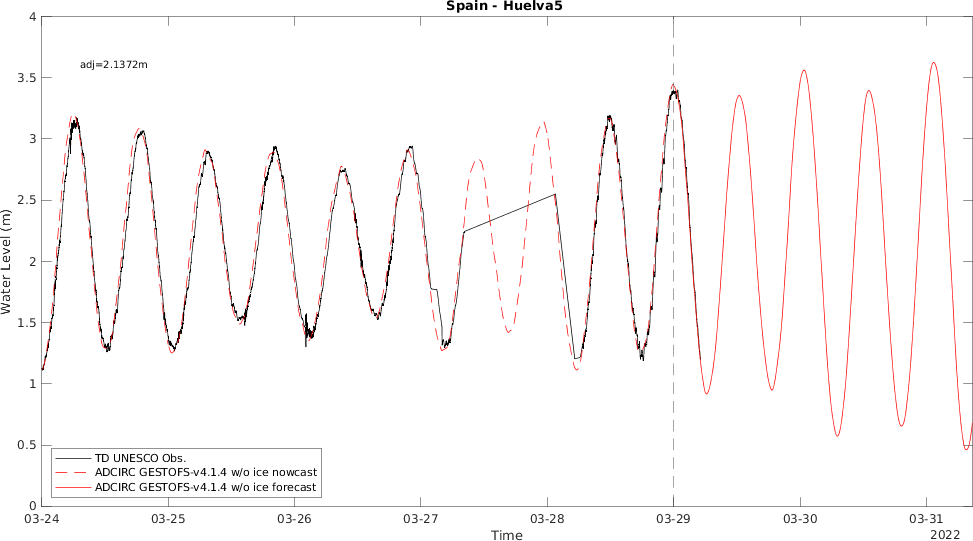 Spain - Huelva5
4
adj=2.1372m
3.5
3
2.5
2
1.5
1
0.5
0
Water Level (m)
TD UNESCO Obs.
ADCIRC GESTOFS-v4.1.4 w/o ice nowcast
ADCIRC GESTOFS-v4.1.4 w/o ice forecast
03-24 03-25 03-26 03-27 03-28 03-29 03-30 03-31
Time
2022